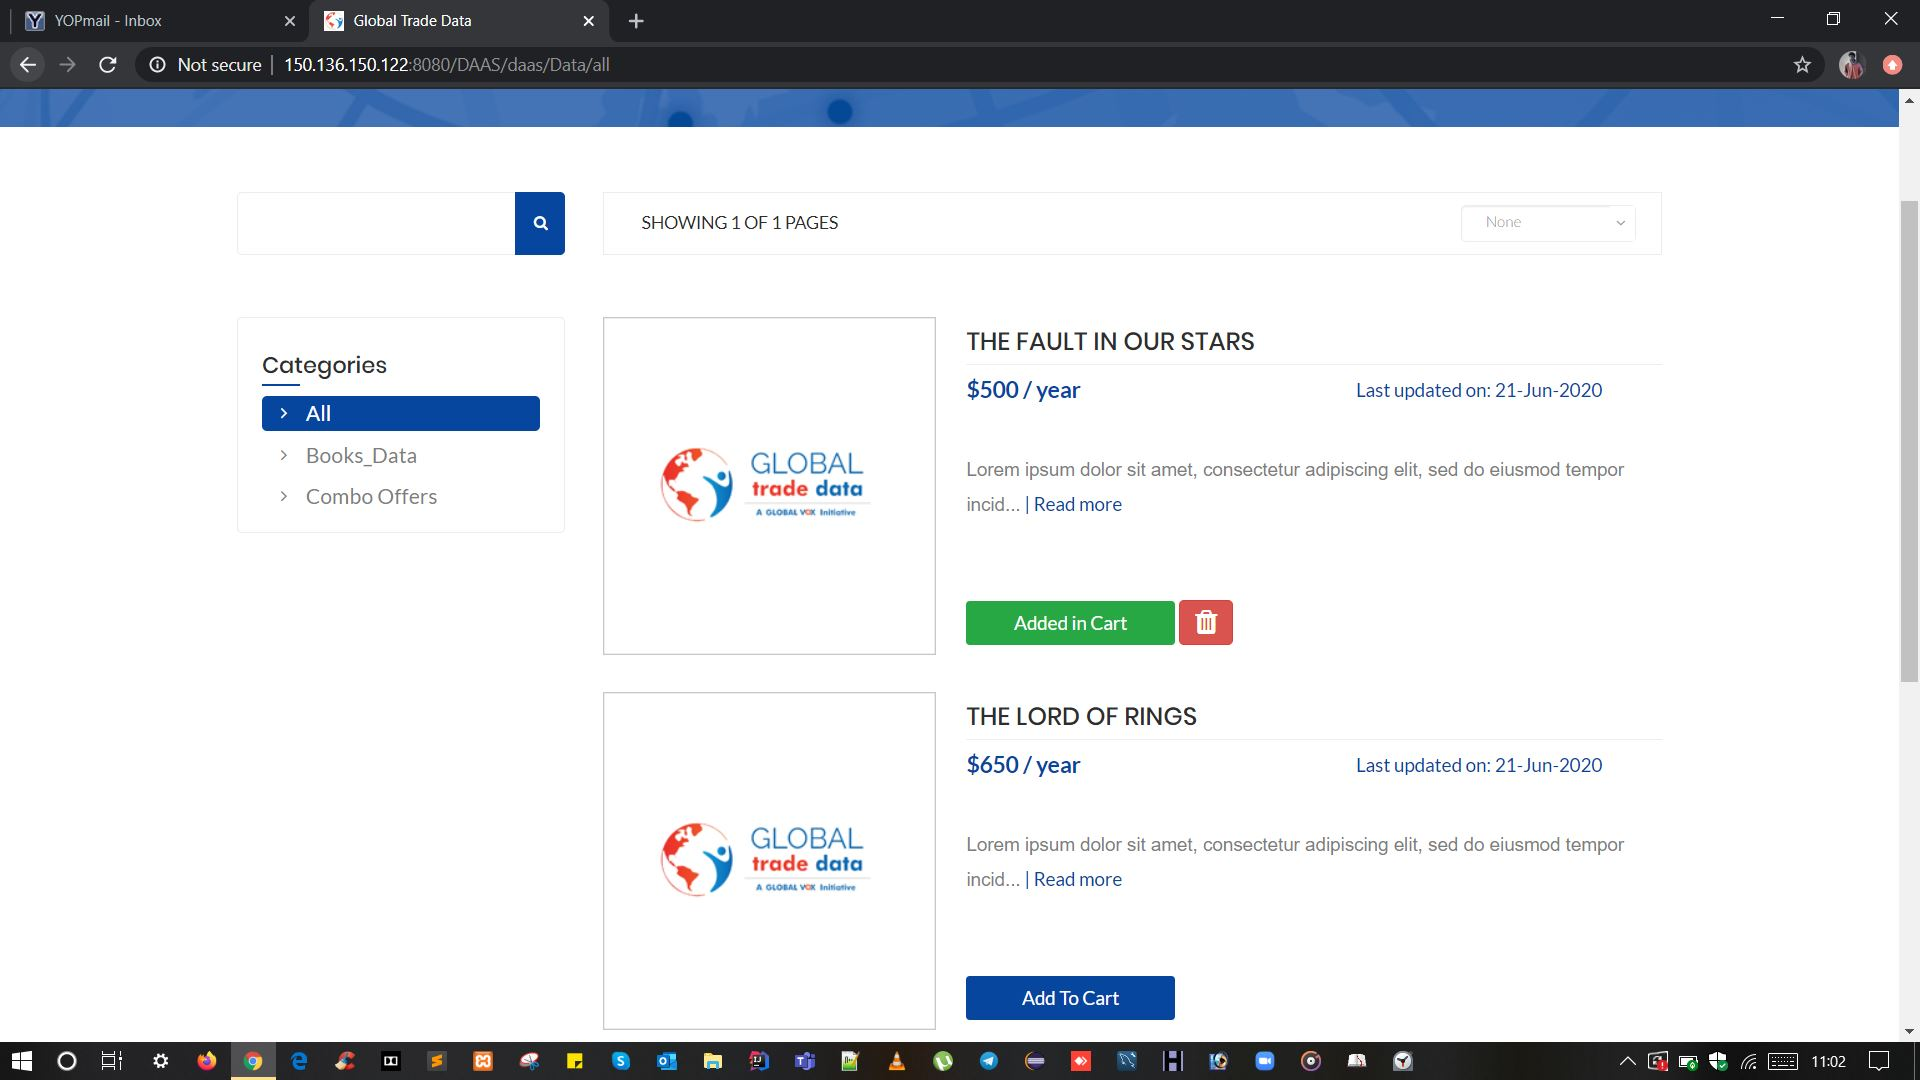 YOPmail - Inbox
Global Trade Data
Not secure
150.136.150.122:8080/DAAS/daas/Data/all
SHOWING 1 OF 1 PAGES
None
Categories
All
Books_Data
Combo Offers
GLOBAL
trade data
A GLOBAL VOX Initiative
THE FAULT IN OUR STARS
$500 / year
Last updated on: 21-Jun-2020
Lorem ipsum dolor sit amet, consectetur adipiscing elit, sed do eiusmod tempor
incid... | Read more
Added in Cart
GLOBAL
trade data
A GLOBAL VOX Initiative
THE LORD OF RINGS
$650 / year
Last updated on: 21-Jun-2020
Lorem ipsum dolor sit amet, consectetur adipiscing elit, sed do eiusmod tempor
incid... | Read more
Add To Cart
11:02